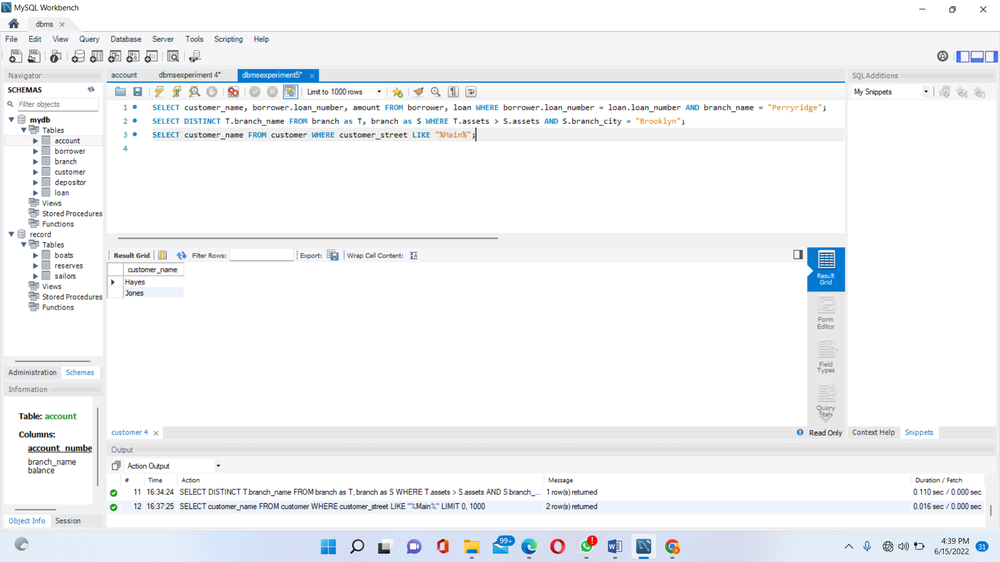 MySQL Workbench
dbms
File Edit View Query Database Server Tools Scripting Help
Navigator
account dbmsexperiment 4* dbmsexperiment5*
SQLAdditions
SCHEMAS
Filter objects
Limit to 1000 rows
My Snippets
mydb
Tables
account
borrower
branch
customer
depositor
loan
Views
Stored Procedures
Functions
record
Tables
boats
reserves
sailors
Views
Stored Procedures
Functions
1 SELECT customer_name, borrower.loan_number, amount FROM borrower, loan WHERE borrower.loan_number = loan.loan_number AND branch_name = "Perryridge";
2 SELECT DISTINCT T.branch_name FROM branch as T, branch as S WHERE T.assets > S.assets AND S.branch_city = "Brooklyn";
3 SELECT customer_name FROM customer WHERE customer_street LIKE "%Main%";
4
Result Grid Filter Rows: Export: Wrap Cell Content:
customer_name
Hayes
Jones
Result
Grid
Form
Editor
Field
Types
Query
Stats
Administration Schemas
Information
Table: account
Columns:
account_numbe
branch_name
balance
Object Info Session
customer 4
Read Only
Context Help Snippets
Output
Action Output
# Time Action Message Duration / Fetch
11 16:34:24 SELECT DISTINCT T.branch_name FROM branch as T, branch as S WHERE T.assets > S.assets AND S.branch_... 1 row(s) returned 0.110 sec / 0.000 sec
12 16:37:25 SELECT customer_name FROM customer WHERE customer_street LIKE "%Main%" LIMIT 0, 1000 2 row(s) returned 0.016 sec / 0.000 sec
99+
4:39 PM
6/15/2022
31